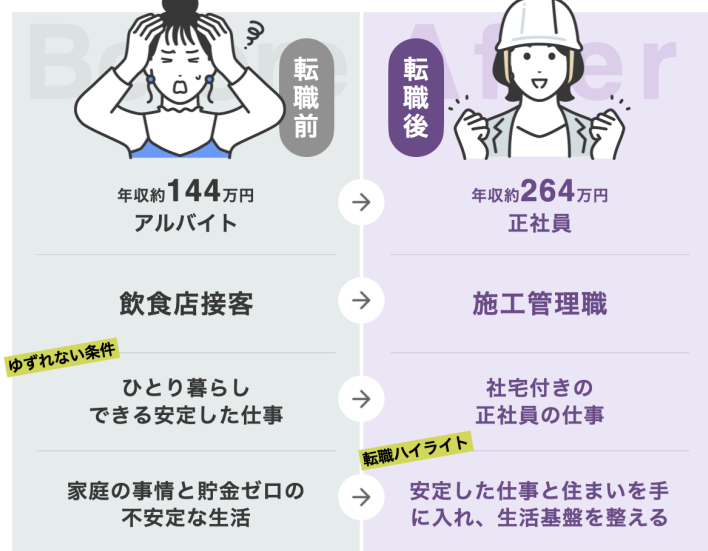 Before
After
転職前
転職後
年収約144万円
アルバイト
年収約264万円
正社員
飲食店接客
施工管理職
ゆずれない条件
ひとり暮らし
できる安定した仕事
社宅付きの
正社員の仕事
転職ハイライト
家庭の事情と貯金ゼロの
不安定な生活
安定した仕事と住まいを手
に入れ、生活基盤を整える